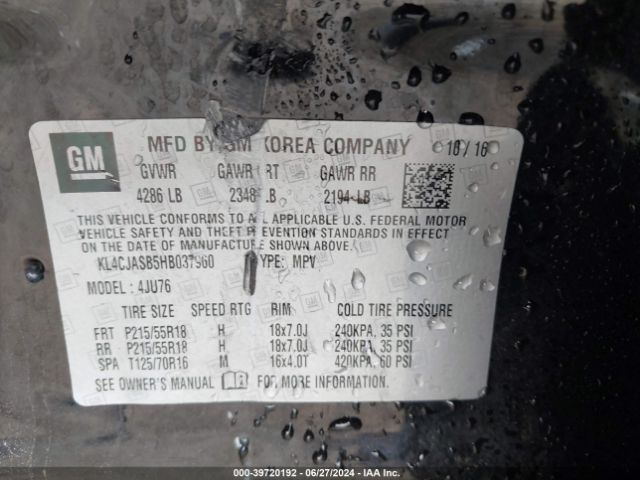 GM
MFD BY GM KOREA COMPANY 10/16
GVWR GAWR FRT GAWR RR
4286 LB 2348 LB 2194 LB
THIS VEHICLE CONFORMS TO ALL APPLICABLE U.S. FEDERAL MOTOR
VEHICLE SAFETY AND THEFT PREVENTION STANDARDS IN EFFECT ON
THE DATE OF MANUFACTURE SHOWN ABOVE.
KL4CJASB5HB037960 TYPE: MPV
MODEL: 4JU76
TIRE SIZE SPEED RTG RIM COLD TIRE PRESSURE
FRT P215/55R18 H 18x7.0J 240KPA, 35 PSI
RR P215/55R18 H 18x7.0J 240KPA, 35 PSI
SPA T125/70R16 M 16x4.0T 420KPA, 60 PSI
SEE OWNER'S MANUAL FOR MORE INFORMATION.
000-39720192 - 06/27/2024 - IAA Inc.